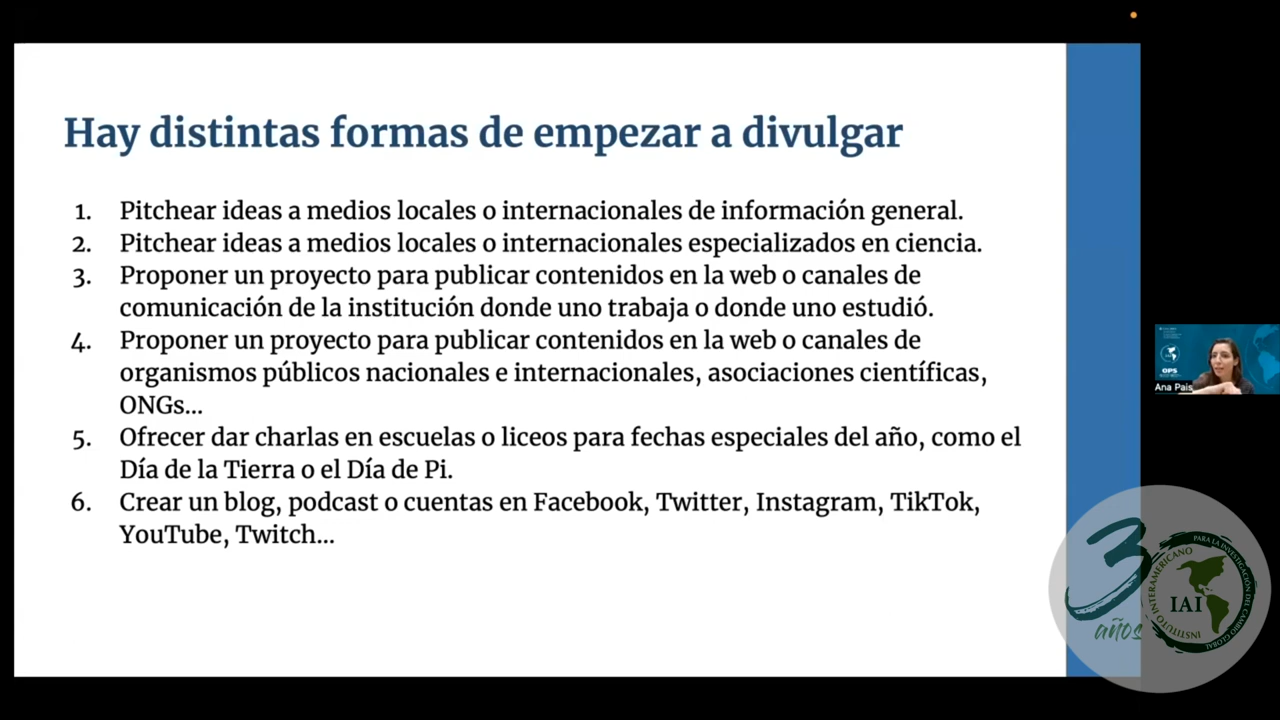 Hay distintas formas de empezar a divulgar
1. Pitchear ideas a medios locales o internacionales de información general.
2. Pitchear ideas a medios locales o internacionales especializados en ciencia.
3. Proponer un proyecto para publicar contenidos en la web o canales de
comunicación de la institución donde uno trabaja o donde uno estudió.
4. Proponer un proyecto para publicar contenidos en la web o canales de
organismos públicos nacionales e internacionales, asociaciones científicas,
ONGs...
5. Ofrecer dar charlas en escuelas o liceos para fechas especiales del año, como el
Día de la Tierra o el Día de Pi.
6. Crear un blog, podcast o cuentas en Facebook, Twitter, Instagram, TikTok,
YouTube, Twitch...
OPS
Ana Pais
30
años
INSTITUTO INTERAMERICANO
PARA LA INVESTIGACIÓN DEL CAMBIO GLOBAL
IAI